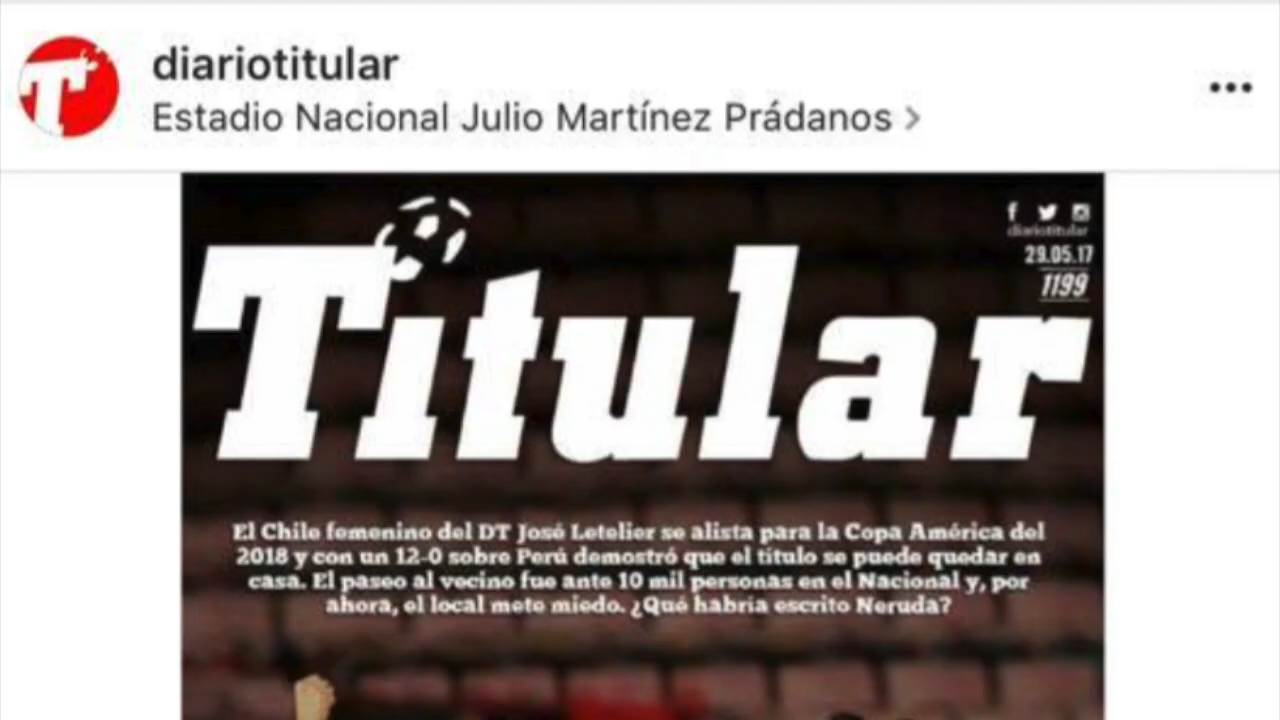 diariotitular
Estadio Nacional Julio Martínez Prádanos
diariotitular
29.05.17
1199
Titular
El Chile femenino del DT José Letelier se alista para la Copa América del
2018 y con un 12-0 sobre Perú demostró que el título se puede quedar en
casa. El paseo al vecino fue ante 10 mil personas en el Nacional y, por
ahora, el local mete miedo. ¿Qué habría escrito Neruda?